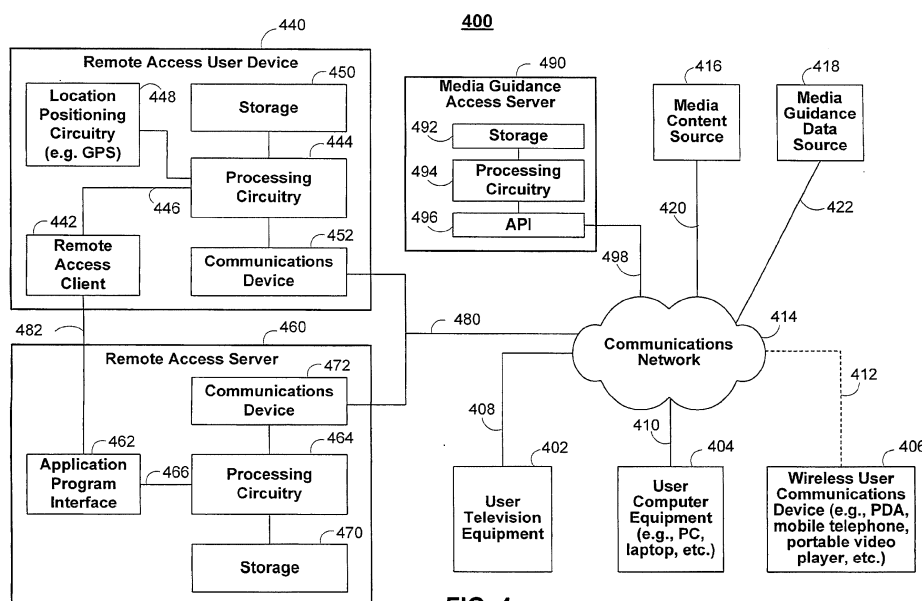 400
440
Remote Access User Device
Location
Positioning
Circuitry
(e.g. GPS)
448
450
Storage
444
Processing
Circuitry
446
442
Remote
Access
Client
452
Communications
Device
482
480
460
Remote Access Server
472
Communications
Device
462
Application
Program
Interface
466
464
Processing
Circuitry
470
Storage
490
Media Guidance
Access Server
492
Storage
494
Processing
Circuitry
496
API
498
416
Media
Content
Source
418
Media
Guidance
Data
Source
420
422
414
Communications
Network
408
410
412
402
User
Television
Equipment
404
User
Computer
Equipment
(e.g., PC,
laptop, etc.)
406
Wireless User
Communications
Device (e.g., PDA,
mobile telephone,
portable video
player, etc.)